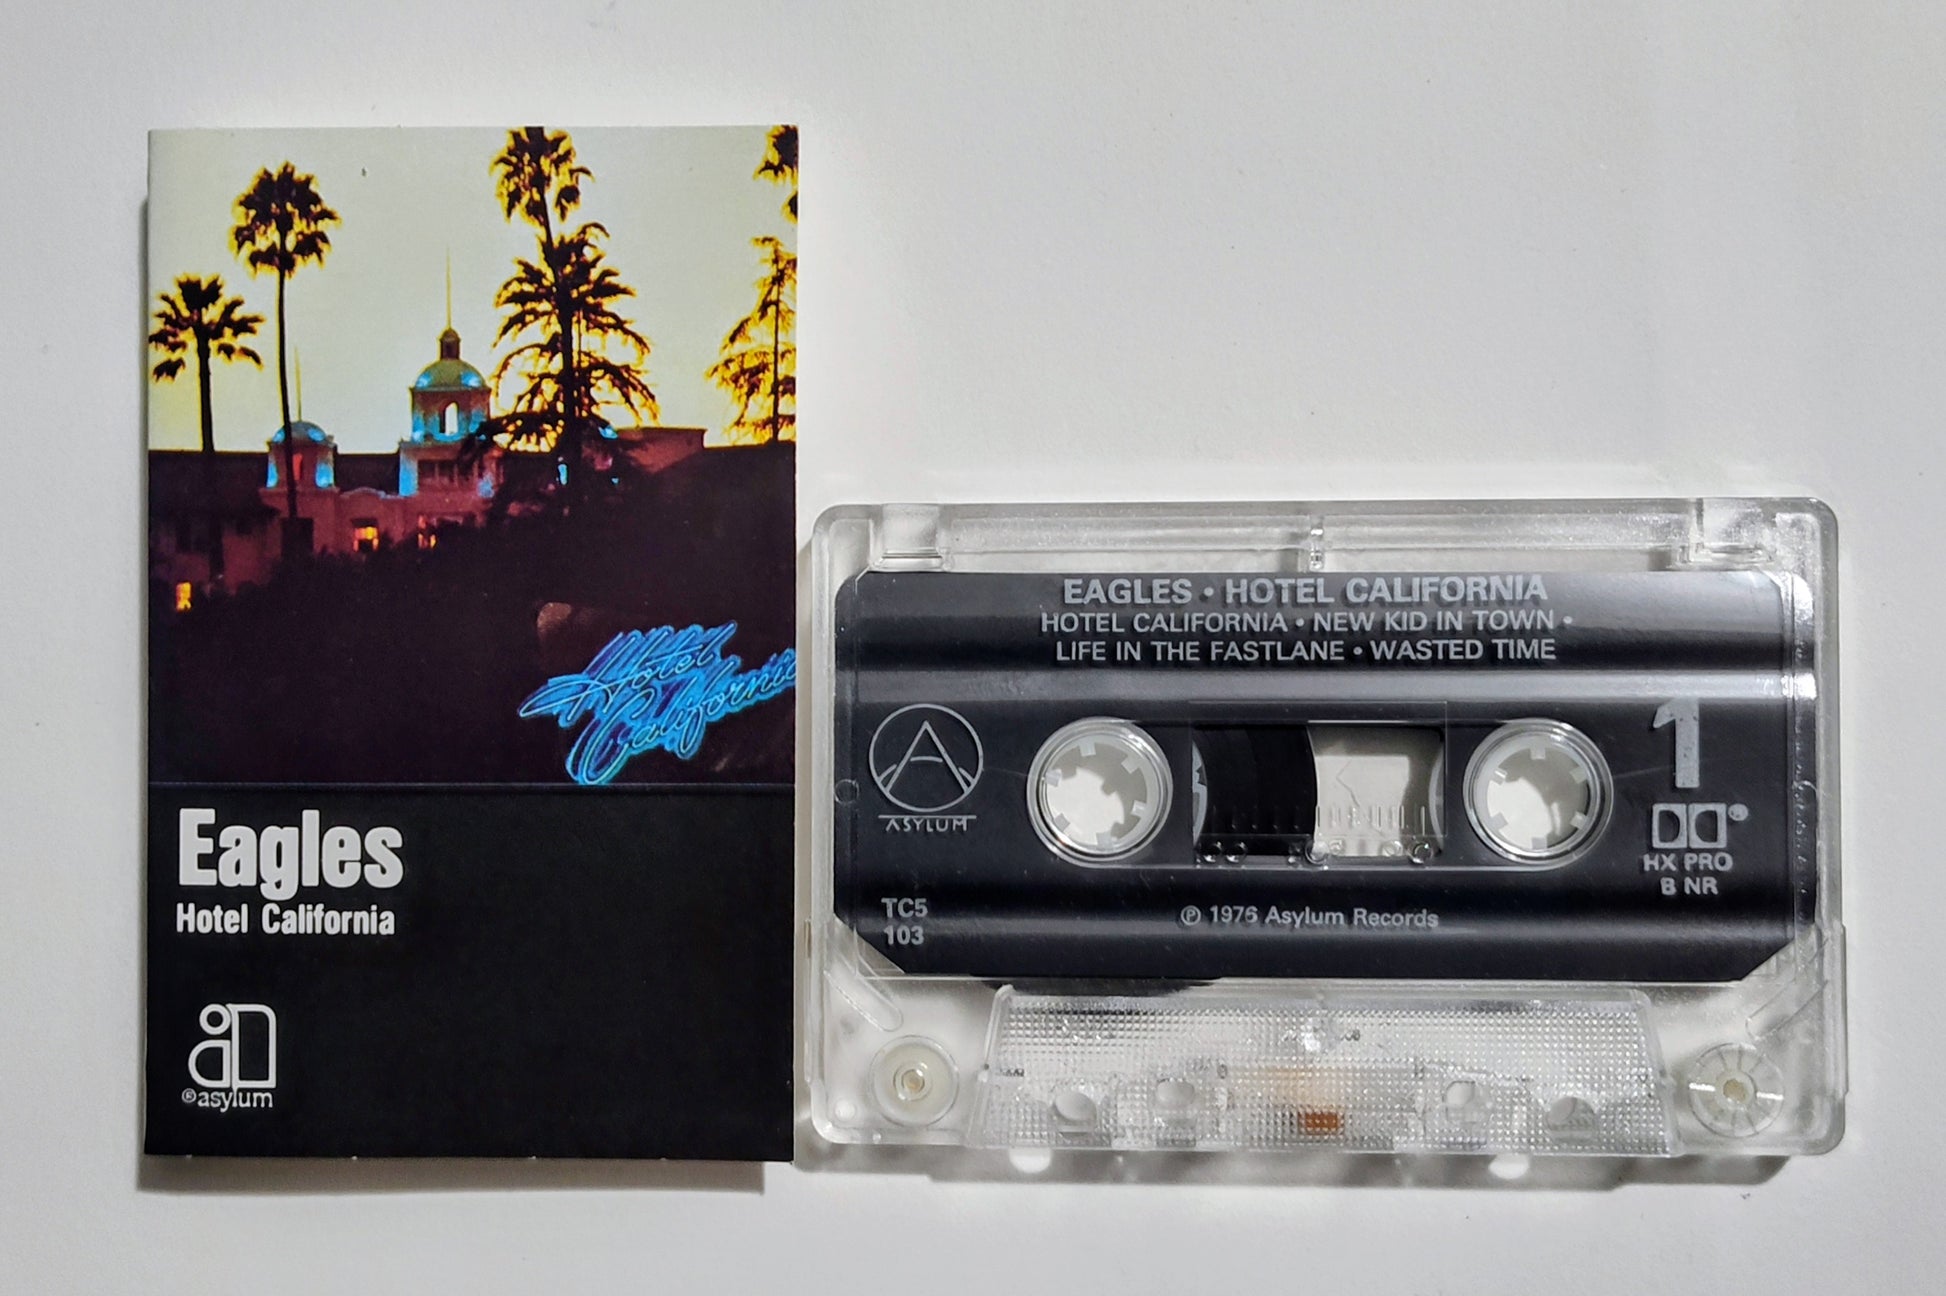 Hotel
California
Eagles
Hotel California
®asylum
EAGLES • HOTEL CALIFORNIA
HOTEL CALIFORNIA • NEW KID IN TOWN •
LIFE IN THE FASTLANE • WASTED TIME
1
ASYLUM
HX PRO
B NR
TC5
103
℗ 1976 Asylum Records